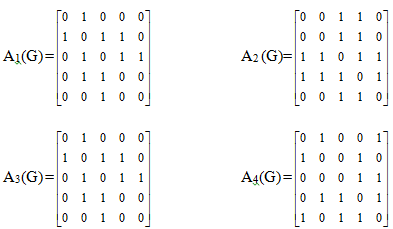 0 1 0 0 0 0 0 1 1 0
1 0 1 1 0 0 0 1 1 0
A1(G)= 0 1 0 1 1 A2(G)= 1 1 0 1 1
0 1 1 0 0 1 1 1 0 1
0 0 1 0 0 0 0 1 1 0
0 1 0 0 0 0 1 0 0 1
1 0 1 1 0 1 0 0 1 0
A3(G)= 0 1 0 1 1 A4(G)= 0 0 0 1 1
0 1 1 0 0 0 1 1 0 1
0 0 1 0 0 1 0 1 1 0